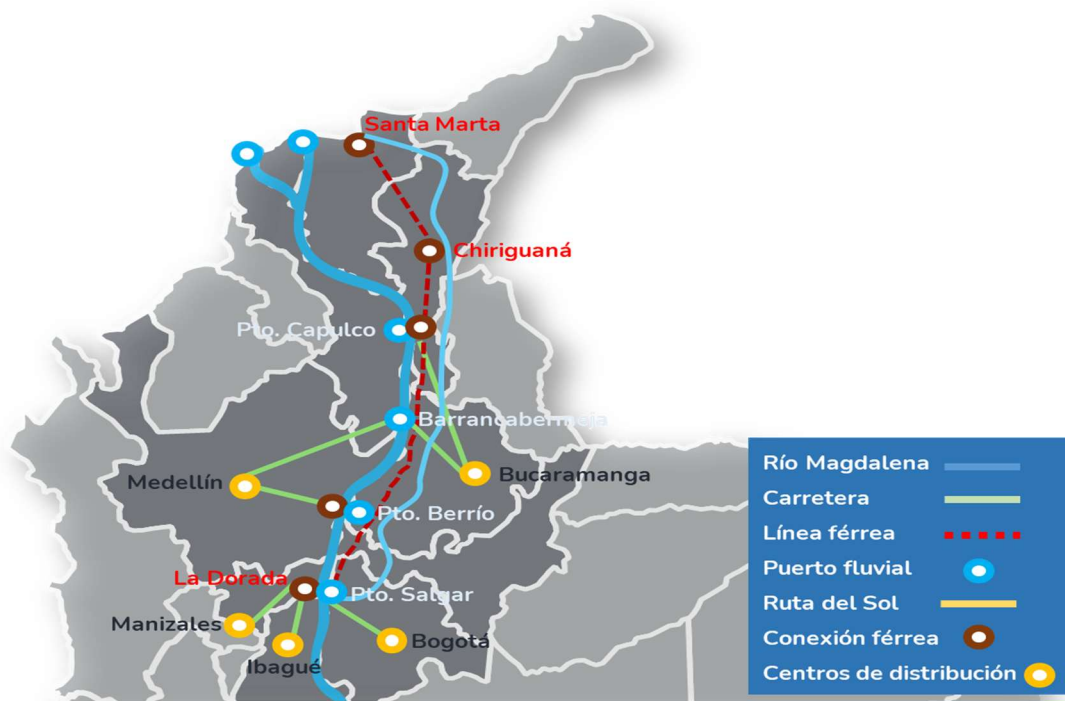 Santa Marta
Chiriguaná
Pto. Capulco
Barrancabermeja
Medellín
Bucaramanga
Pto. Berrío
La Dorada
Pto. Salgar
Manizales
Ibagué
Bogotá
Río Magdalena
Carretera
Línea férrea
Puerto fluvial
Ruta del Sol
Conexión férrea
Centros de distribución